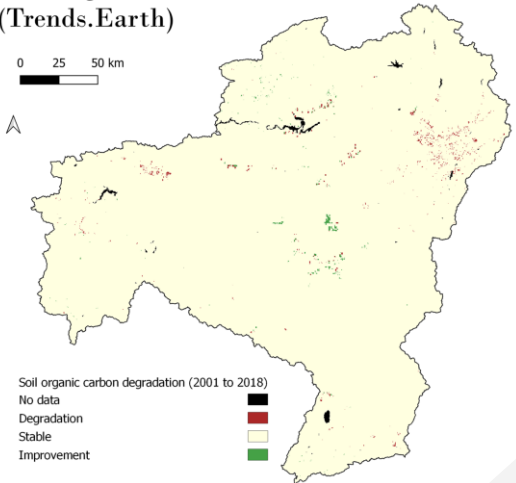 (Trends.Earth)
0 25 50 km
Soil organic carbon degradation (2001 to 2018)
No data
Degradation
Stable
Improvement